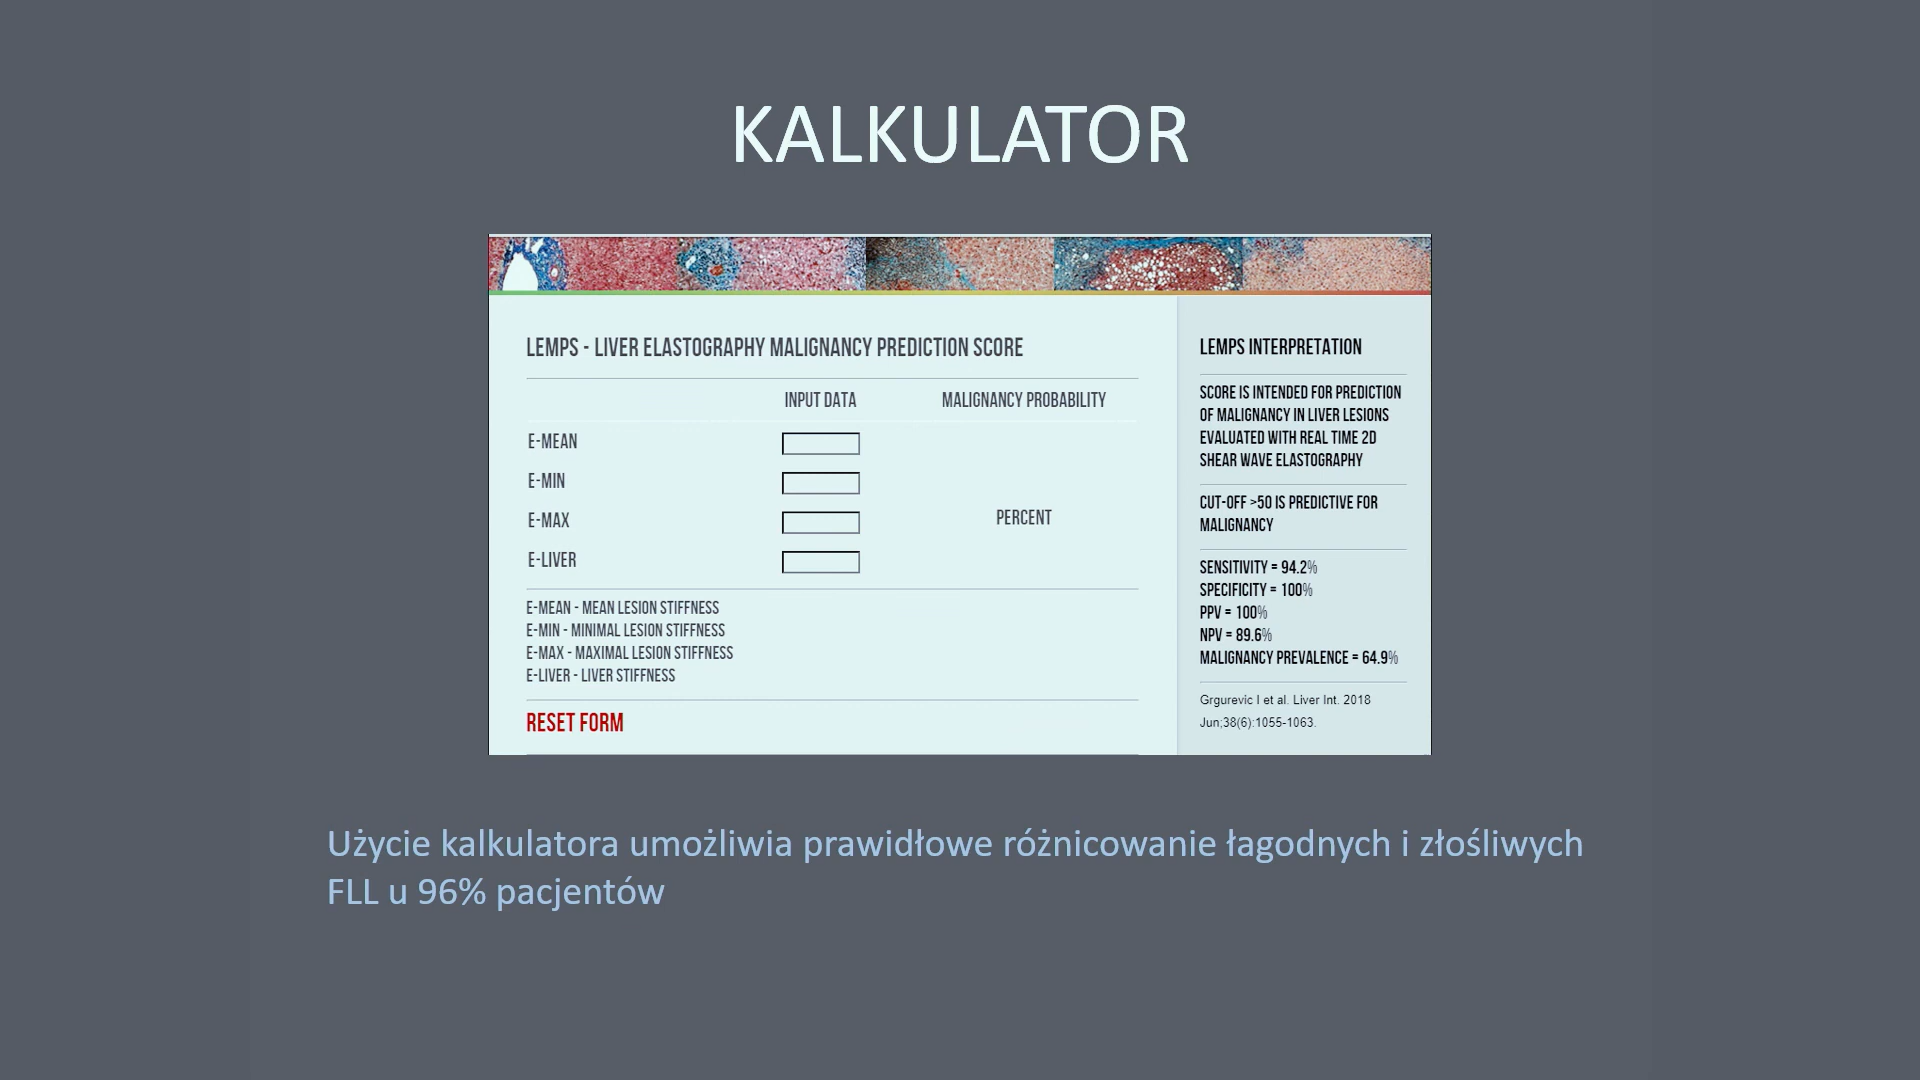 KALKULATOR
LEMPS - LIVER ELASTOGRAPHY MALIGNANCY PREDICTION SCORE
INPUT DATA MALIGNANCY PROBABILITY
E-MEAN
E-MIN
E-MAX
PERCENT
E-LIVER
E-MEAN - MEAN LESION STIFFNESS
E-MIN - MINIMAL LESION STIFFNESS
E-MAX - MAXIMAL LESION STIFFNESS
E-LIVER - LIVER STIFFNESS
RESET FORM
LEMPS INTERPRETATION
SCORE IS INTENDED FOR PREDICTION
OF MALIGNANCY IN LIVER LESIONS
EVALUATED WITH REAL TIME 2D
SHEAR WAVE ELASTOGRAPHY
CUT-OFF >50 IS PREDICTIVE FOR
MALIGNANCY
SENSITIVITY = 94.2%
SPECIFICITY = 100%
PPV = 100%
NPV = 89.6%
MALIGNANCY PREVALENCE = 64.9%
Grgurevic I et al. Liver Int. 2018
Jun;38(6):1055-1063.
Użycie kalkulatora umożliwia prawidłowe różnicowanie łagodnych i złośliwych
FLL u 96% pacjentów